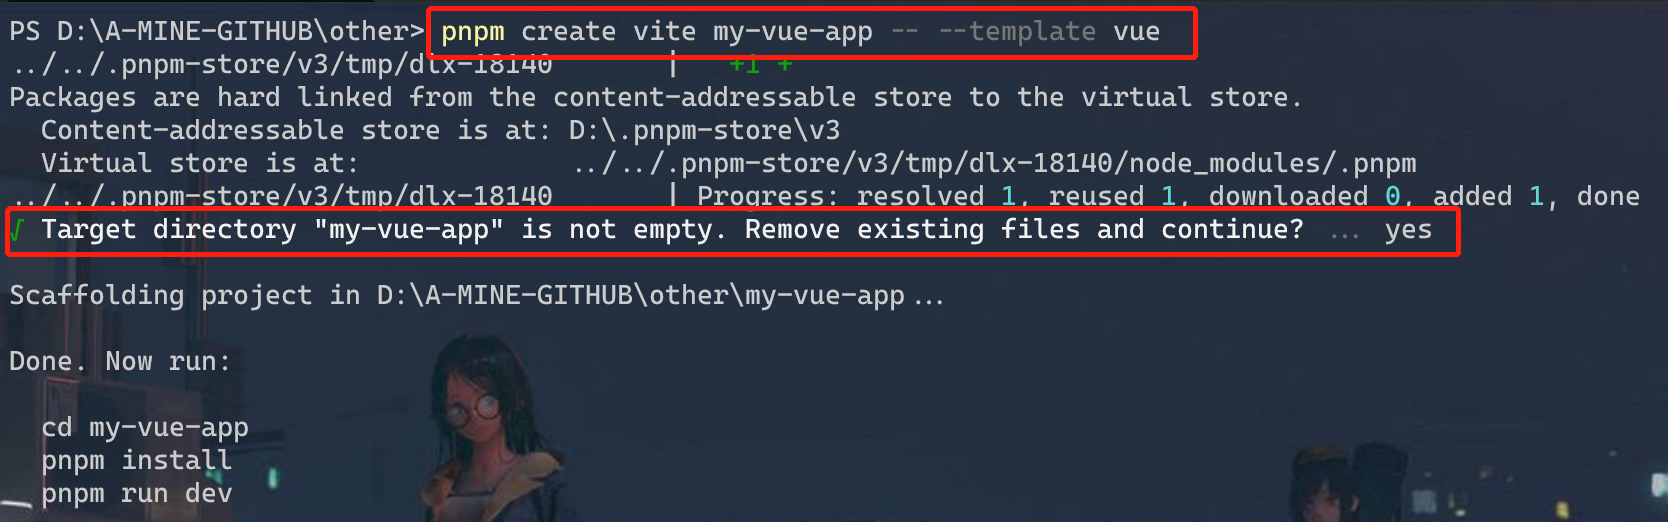 PS D:\A-MINE-GITHUB\other> pnpm create vite my-vue-app -- --template vue
../../.pnpm-store/v3/tmp/dlx-18140 | +1 +
Packages are hard linked from the content-addressable store to the virtual store.
Content-addressable store is at: D:\.pnpm-store\v3
Virtual store is at: ../../.pnpm-store/v3/tmp/dlx-18140/node_modules/.pnpm
../../.pnpm-store/v3/tmp/dlx-18140 | Progress: resolved 1, reused 1, downloaded 0, added 1, done
√ Target directory "my-vue-app" is not empty. Remove existing files and continue? ... yes
Scaffolding project in D:\A-MINE-GITHUB\other\my-vue-app...
Done. Now run:
cd my-vue-app
pnpm install
pnpm run dev